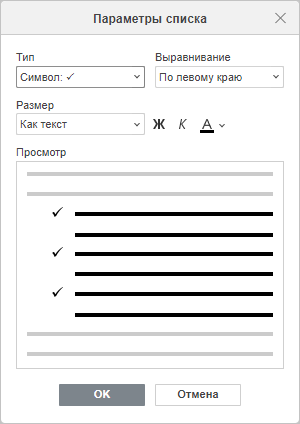 Параметры списка
Тип Выравнивание
Символ: ✓ По левому краю
Размер
Как текст Ж К А
Просмотр
OK Отмена